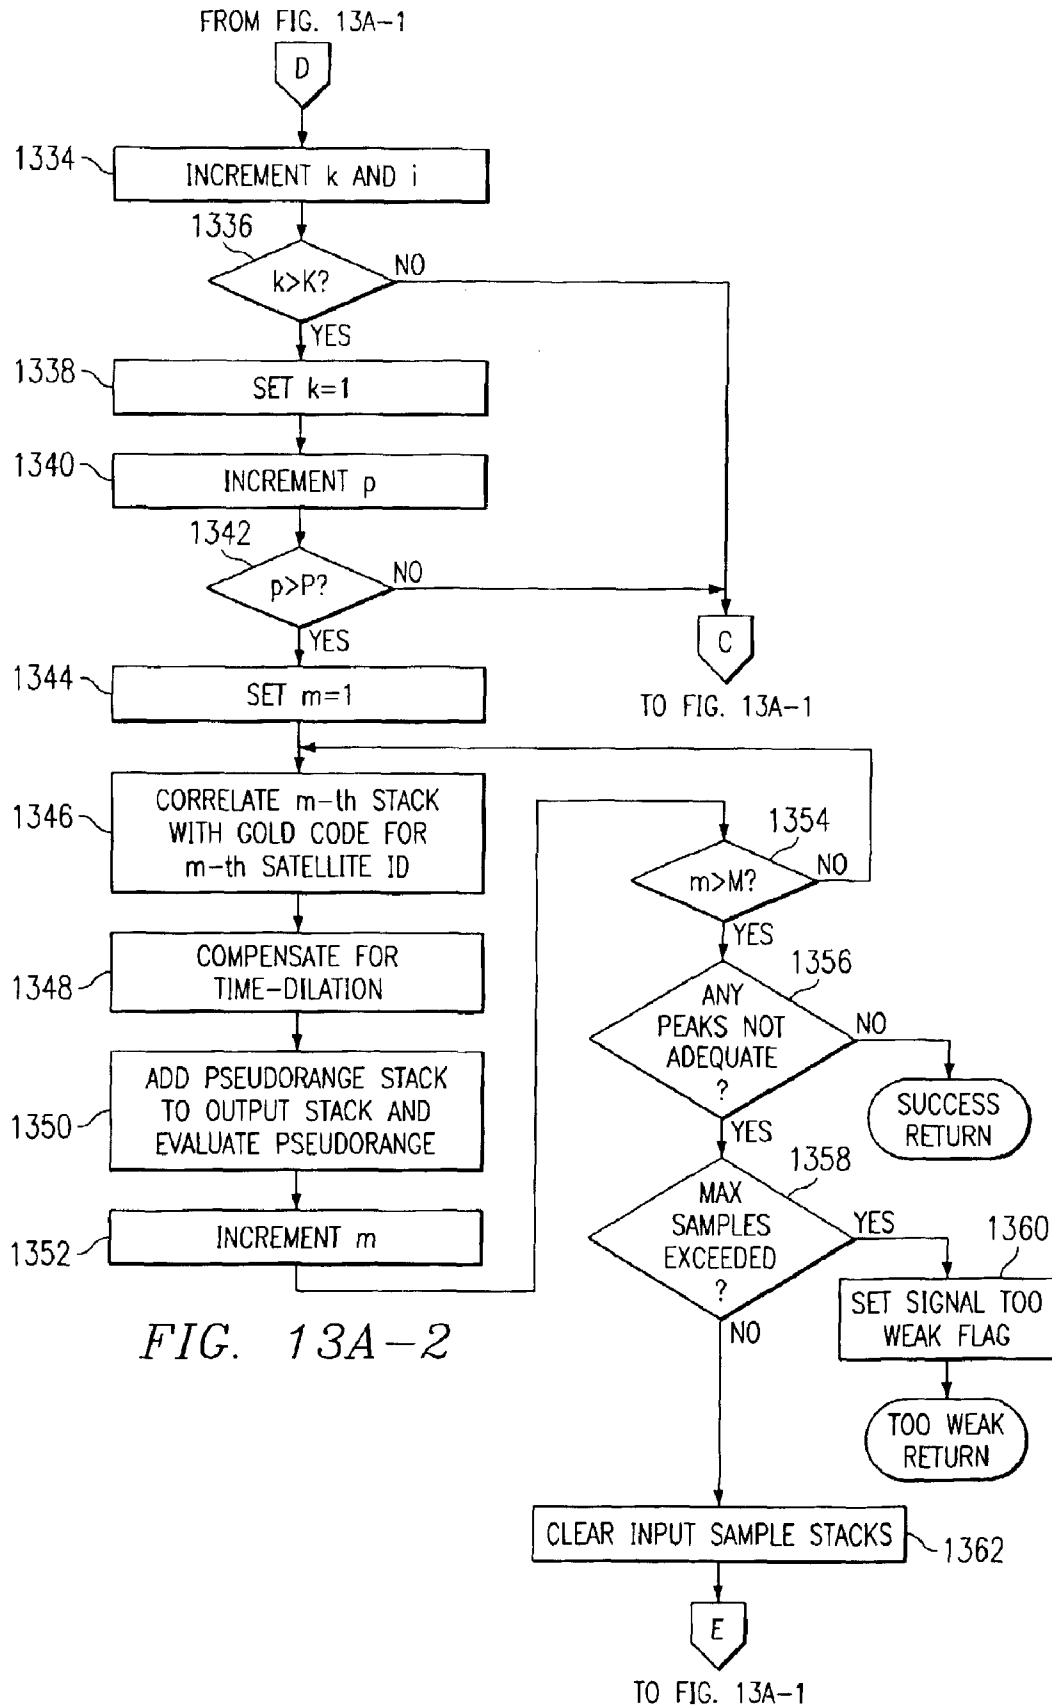 FROM FIG. 13A-1
D
1334
INCREMENT k AND i
1336
k>K?
NO
YES
1338
SET k=1
1340
INCREMENT p
1342
p>P?
NO
YES
C
TO FIG. 13A-1
1344
SET m=1
1346
CORRELATE m-th STACK
WITH GOLD CODE FOR
m-th SATELLITE ID
1348
COMPENSATE FOR
TIME-DILATION
1350
ADD PSEUDORANGE STACK
TO OUTPUT STACK AND
EVALUATE PSEUDORANGE
1352
INCREMENT m
1354
m>M?
NO
YES
1356
ANY
PEAKS NOT
ADEQUATE
?
NO
YES
SUCCESS
RETURN
1358
MAX
SAMPLES
EXCEEDED
?
YES
NO
1360
SET SIGNAL TOO
WEAK FLAG
TOO WEAK
RETURN
FIG. 13A-2
CLEAR INPUT SAMPLE STACKS
1362
E
TO FIG. 13A-1